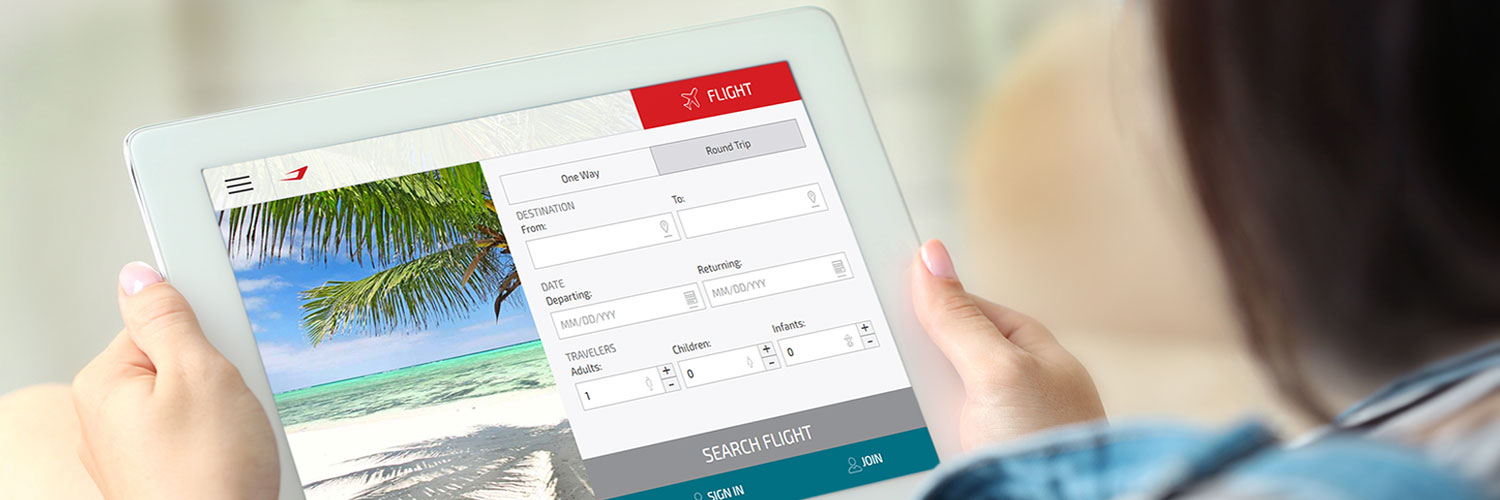 FLIGHT
One Way
Round Trip
DESTINATION
From:
To:
DATE
Departing:
Returning:
MM/DD/YYY
MM/DD/YYY
TRAVELERS
Adults:
Children:
Infants:
1 + -
0 + -
0 + -
SEARCH FLIGHT
SIGN IN
JOIN